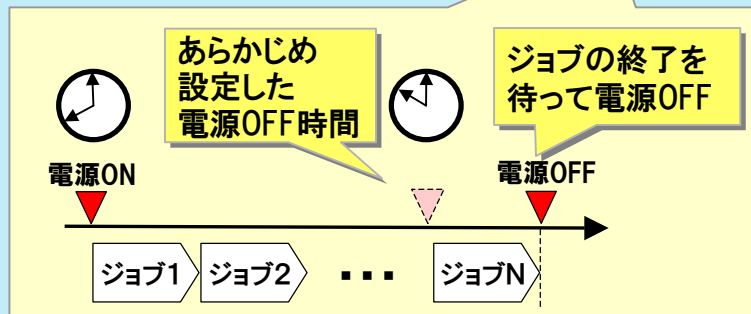 あらかじめ
設定した
電源OFF時間
ジョブの終了を
待って電源OFF
電源ON
電源OFF
ジョブ1
ジョブ2
・・・
ジョブN